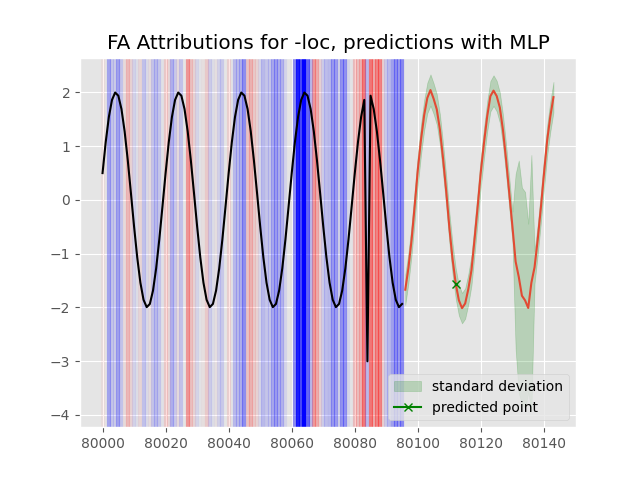 FA Attributions for -loc, predictions with MLP
2
1
0
−1
−2
−3
−4
standard deviation
predicted point
80000 80020 80040 80060 80080 80100 80120 80140